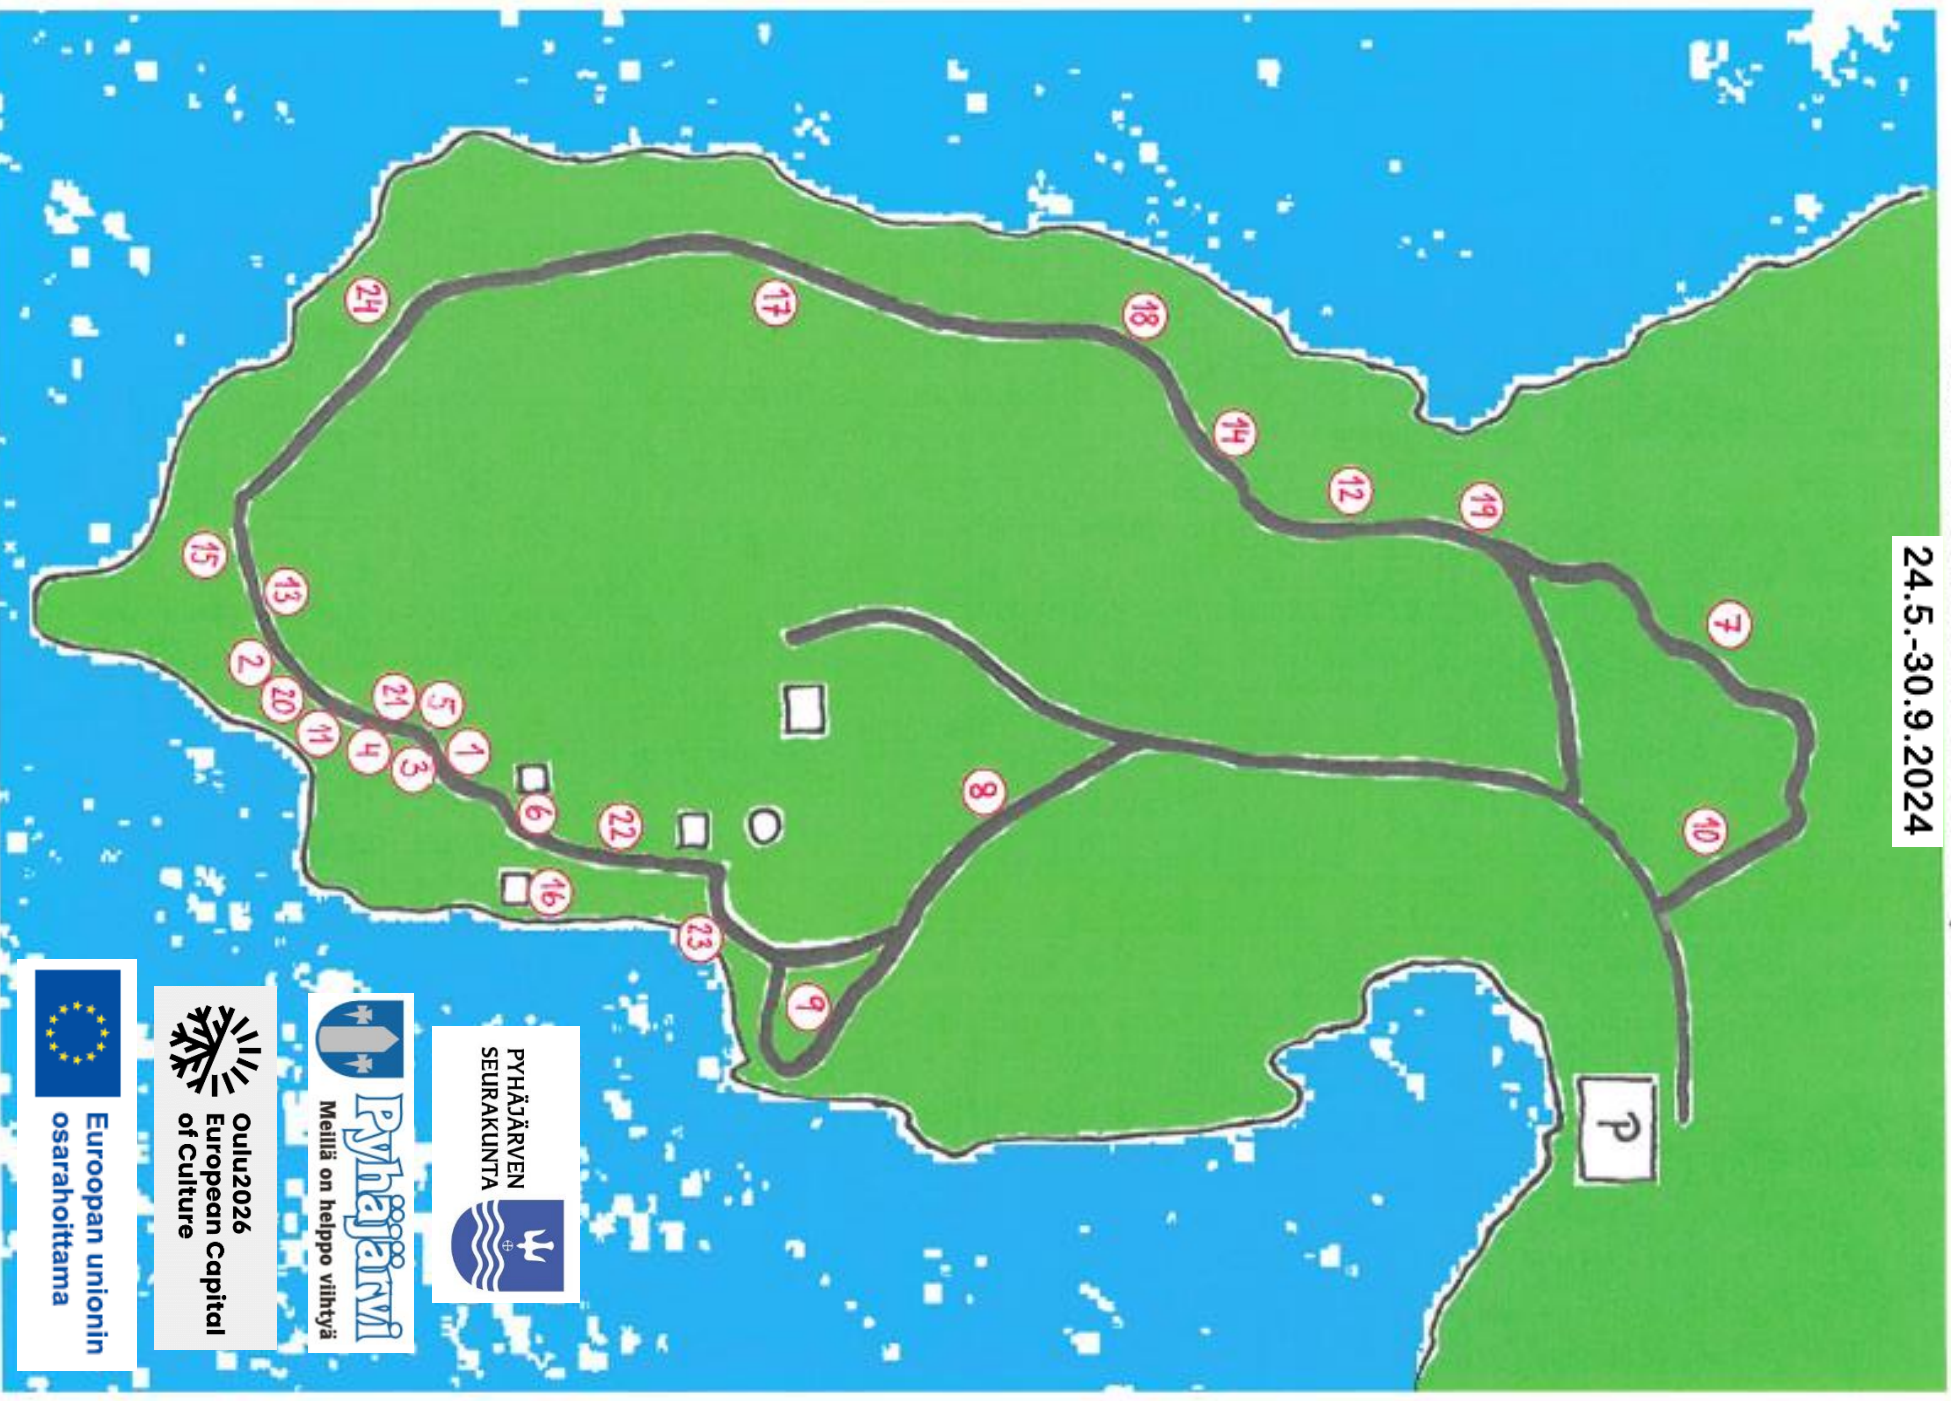 24.5.-30.9.2024
7
10
P
19
12
14
18
8
9
17
23
22
16
6
1
5
3
21
4
24
11
13
20
2
15
PYHÄJÄRVEN
SEURAKUNTA
Pyhäjärvi
Meillä on helppo viihtyä
Oulu2026
European Capital
of Culture
Euroopan unionin
osarahoittama